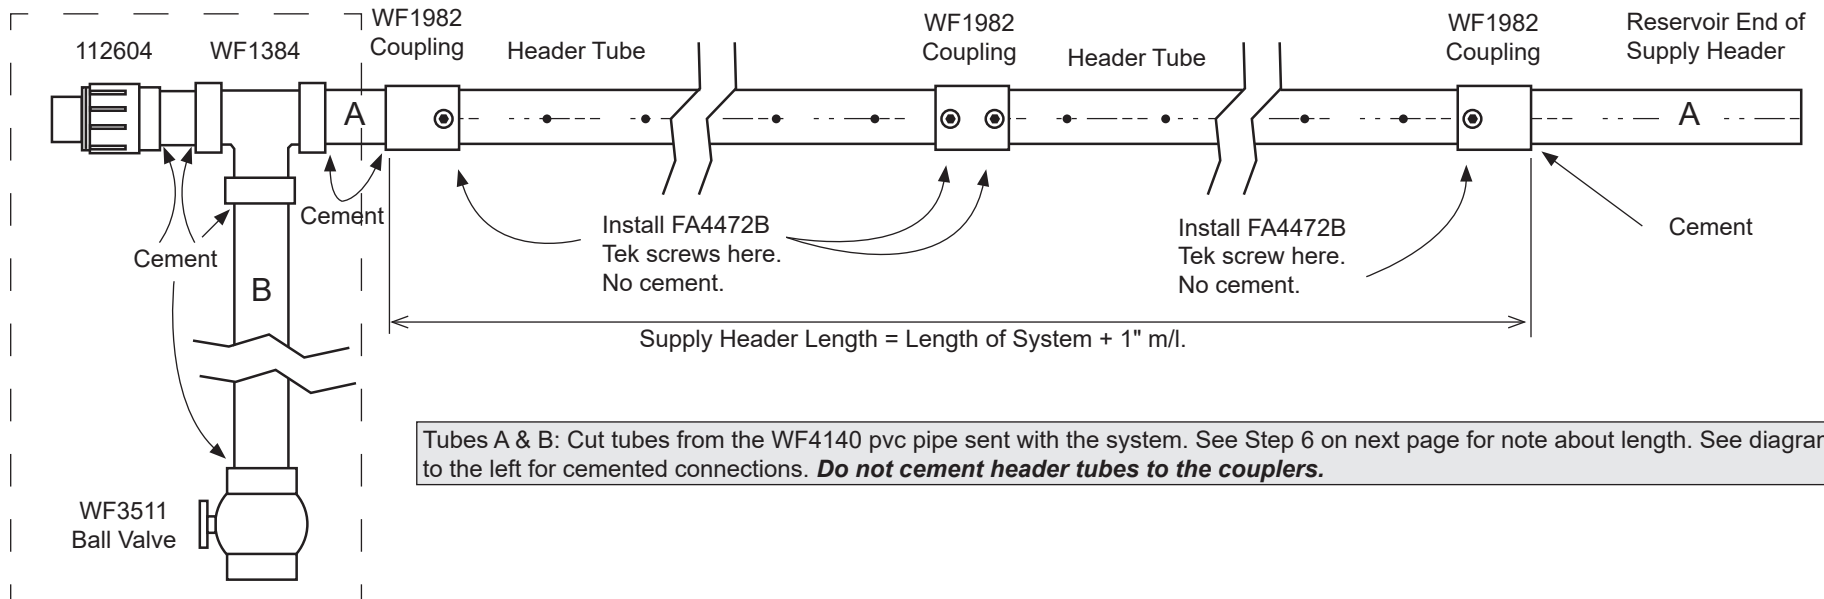 WF1982
Coupling
112604
WF1384
Header Tube
WF1982
Coupling
Header Tube
WF1982
Coupling
Reservoir End of
Supply Header
A
A
Cement
Cement
B
Install FA4472B
Tek screws here.
No cement.
Install FA4472B
Tek screw here.
No cement.
Cement
Supply Header Length = Length of System + 1" m/l.
Tubes A & B: Cut tubes from the WF4140 pvc pipe sent with the system. See Step 6 on next page for note about length. See diagram
to the left for cemented connections. Do not cement header tubes to the couplers.
WF3511
Ball Valve